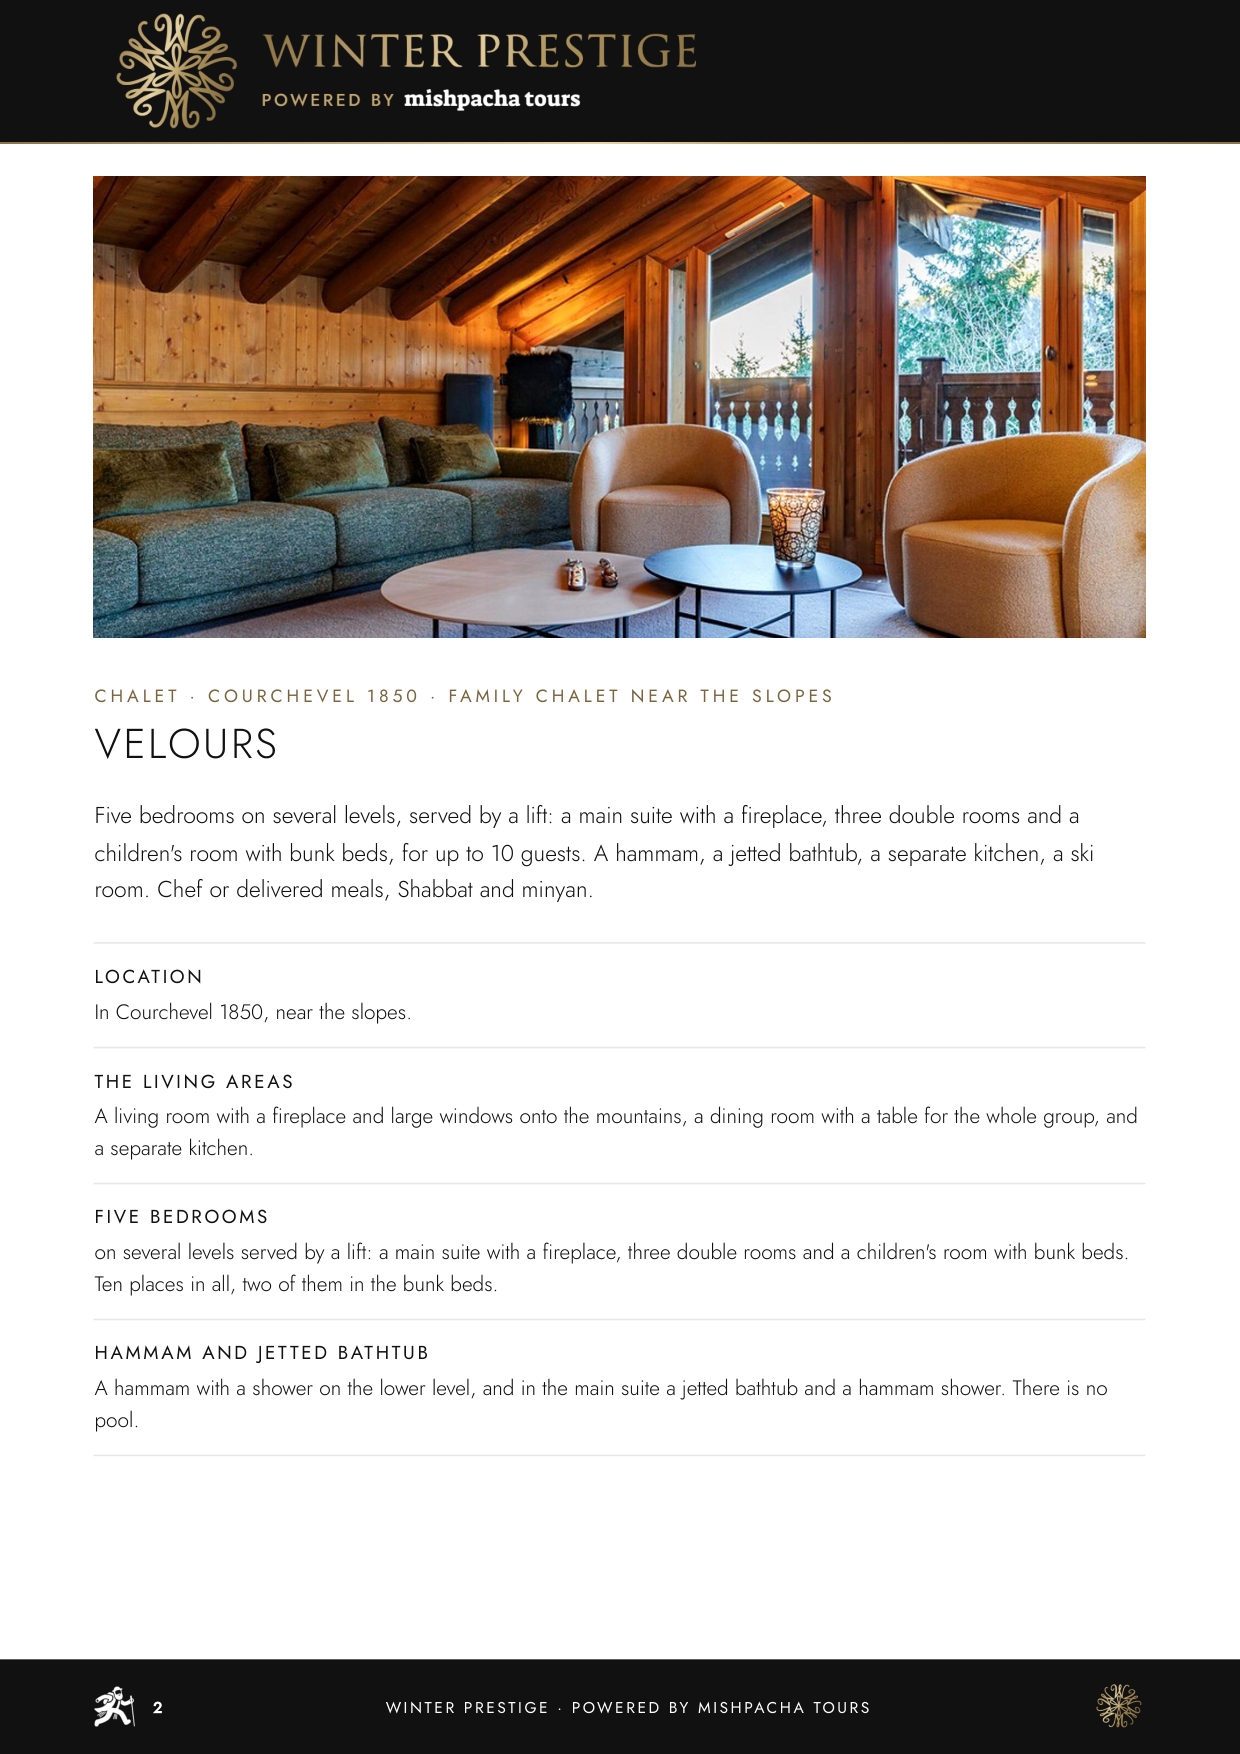 WINTER PRESTIGE
POWERED BY mishpacha tours
CHALET · COURCHEVEL 1850 · FAMILY CHALET NEAR THE SLOPES
VELOURS
Five bedrooms on several levels, served by a lift: a main suite with a fireplace, three double rooms and a
children's room with bunk beds, for up to 10 guests. A hammam, a jetted bathtub, a separate kitchen, a ski
room. Chef or delivered meals, Shabbat and minyan.
LOCATION
In Courchevel 1850, near the slopes.
THE LIVING AREAS
A living room with a fireplace and large windows onto the mountains, a dining room with a table for the whole group, and
a separate kitchen.
FIVE BEDROOMS
on several levels served by a lift: a main suite with a fireplace, three double rooms and a children's room with bunk beds.
Ten places in all, two of them in the bunk beds.
HAMMAM AND JETTED BATHTUB
A hammam with a shower on the lower level, and in the main suite a jetted bathtub and a hammam shower. There is no
pool.
2
WINTER PRESTIGE · POWERED BY MISHPACHA TOURS